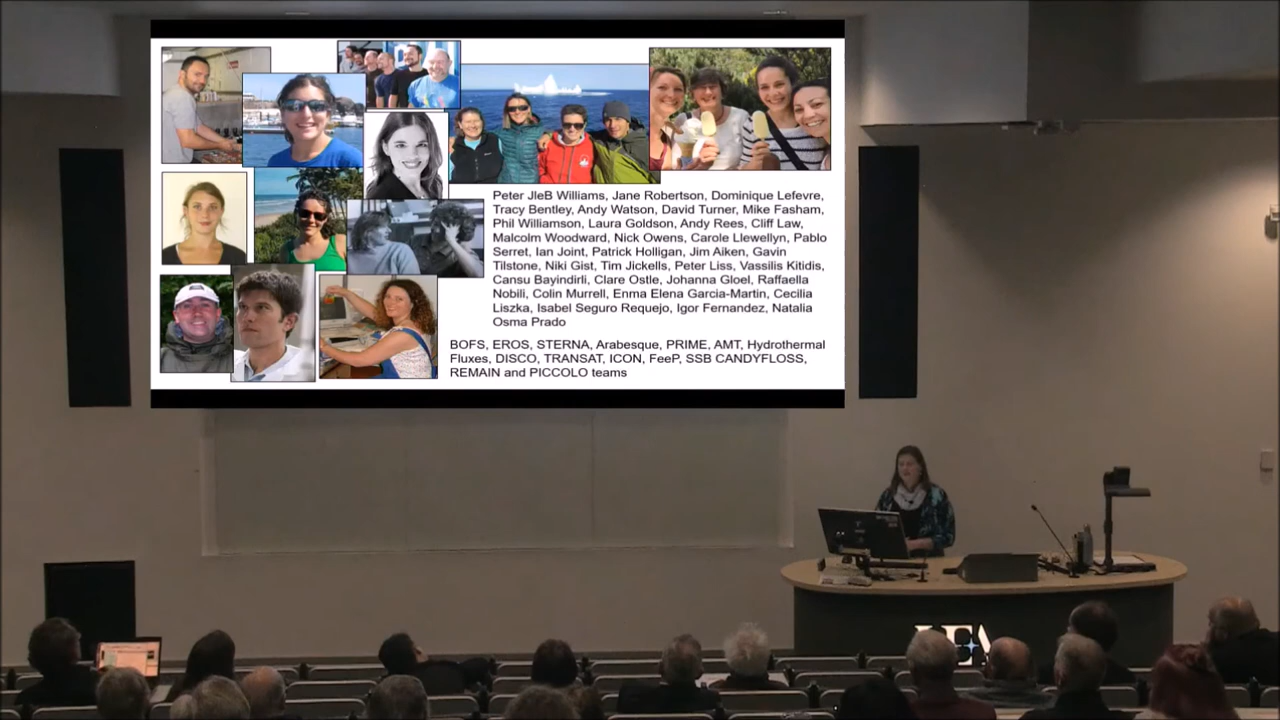 Peter JleB Williams, Jane Robertson, Dominique Lefevre,
Tracy Bentley, Andy Watson, David Turner, Mike Fasham,
Phil Williamson, Laura Goldson, Andy Rees, Cliff Law,
Malcolm Woodward, Nick Owens, Carole Llewellyn, Pablo
Serret, Ian Joint, Patrick Holligan, Jim Aiken, Gavin
Tilstone, Niki Gist, Tim Jickells, Peter Liss, Vassilis Kitidis,
Cansu Bayindirli, Clare Ostle, Johanna Gloel, Raffaella
Nobili, Colin Murrell, Enma Elena Garcia-Martin, Cecilia
Liszka, Isabel Seguro Requejo, Igor Fernandez, Natalia
Osma Prado
BOFS, EROS, STERNA, Arabesque, PRIME, AMT, Hydrothermal
Fluxes, DISCO, TRANSAT, ICON, FeeP, SSB CANDYFLOSS,
REMAIN and PICCOLO teams